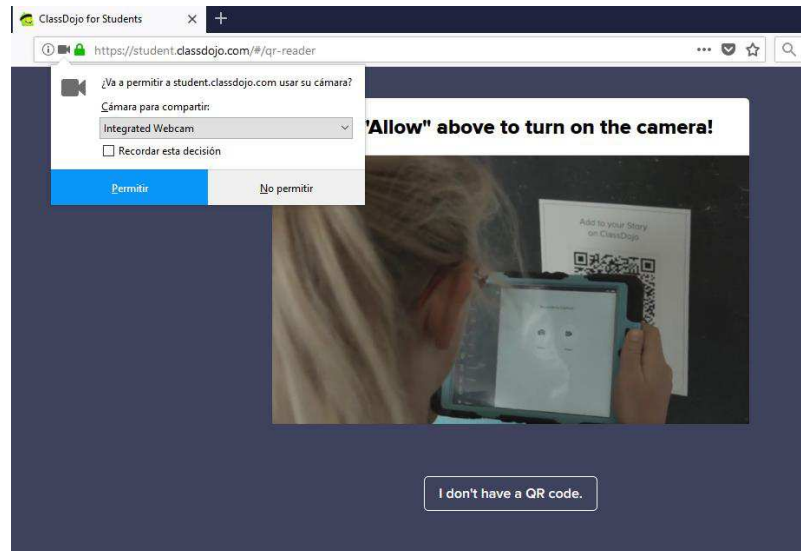 ClassDojo for Students
https://student.classdojo.com/#/qr-reader
¿Va a permitir a student.classdojo.com usar su cámara?
Cámara para compartir:
Integrated Webcam
Recordar esta decisión
Permitir No permitir
"Allow" above to turn on the camera!
Add to your Story
on ClassDojo
I don't have a QR code.